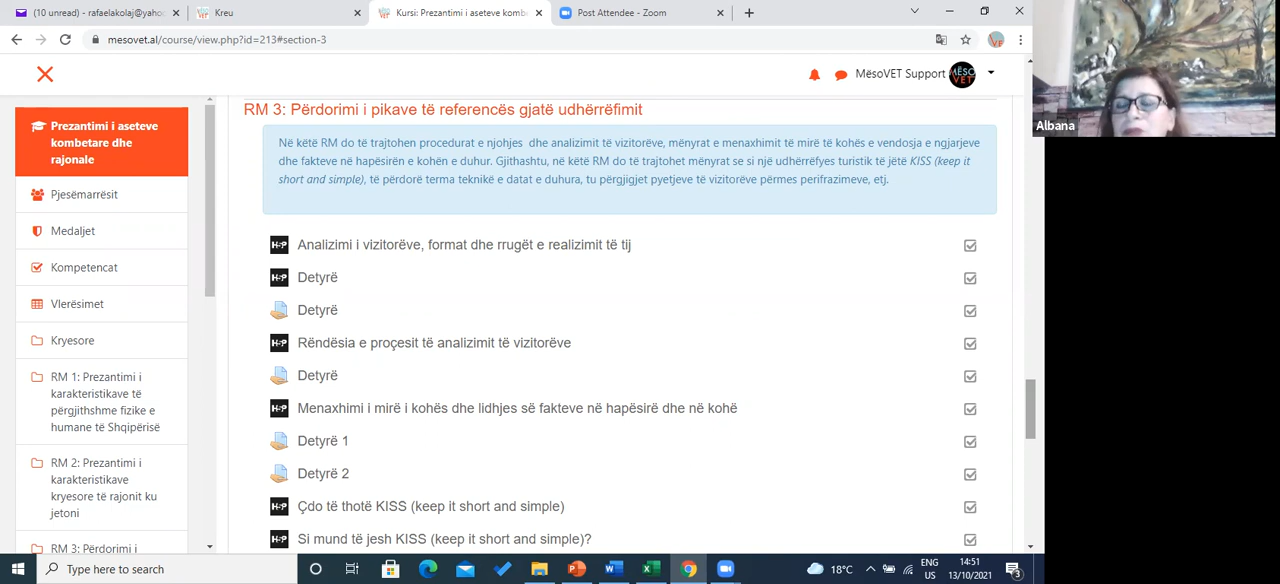 (10 unread) - rafaelakolaj@yaho
Kreu
Kursi: Prezantimi i aseteve kombe
Post Attendee - Zoom
mesovet.al/course/view.php?id=213#section-3
MësoVET Support
MËSO
VET
Albana
Prezantimi i aseteve
kombetare dhe
rajonale
Pjesëmarrësit
Medaljet
Kompetencat
Vlerësimet
Kryesore
RM 1: Prezantimi i
karakteristikave të
përgjithshme fizike e
humane të Shqipërisë
RM 2: Prezantimi i
karakteristikave
kryesore të rajonit ku
jetoni
RM 3: Përdorimi i
RM 3: Përdorimi i pikave të referencës gjatë udhërrëfimit
Në këtë RM do të trajtohen procedurat e njohjes dhe analizimit të vizitorëve, mënyrat e menaxhimit të mirë të kohës e vendosja e ngjarjeve
dhe fakteve në hapësirën e kohën e duhur. Gjithashtu, në këtë RM do të trajtohet mënyrat se si një udhërrëfyes turistik të jëtë KISS (keep it
short and simple), të përdorë terma teknikë e datat e duhura, tu përgjigjet pyetjeve të vizitorëve përmes perifrazimeve, etj.
H-P Analizimi i vizitorëve, format dhe rrugët e realizimit të tij
H-P Detyrë
Detyrë
H-P Rëndësia e proçesit të analizimit të vizitorëve
Detyrë
H-P Menaxhimi i mirë i kohës dhe lidhjes së fakteve në hapësirë dhe në kohë
Detyrë 1
Detyrë 2
H-P Çdo të thotë KISS (keep it short and simple)
H-P Si mund të jesh KISS (keep it short and simple)?
Type here to search
18°C
ENG
US
14:51
13/10/2021
3